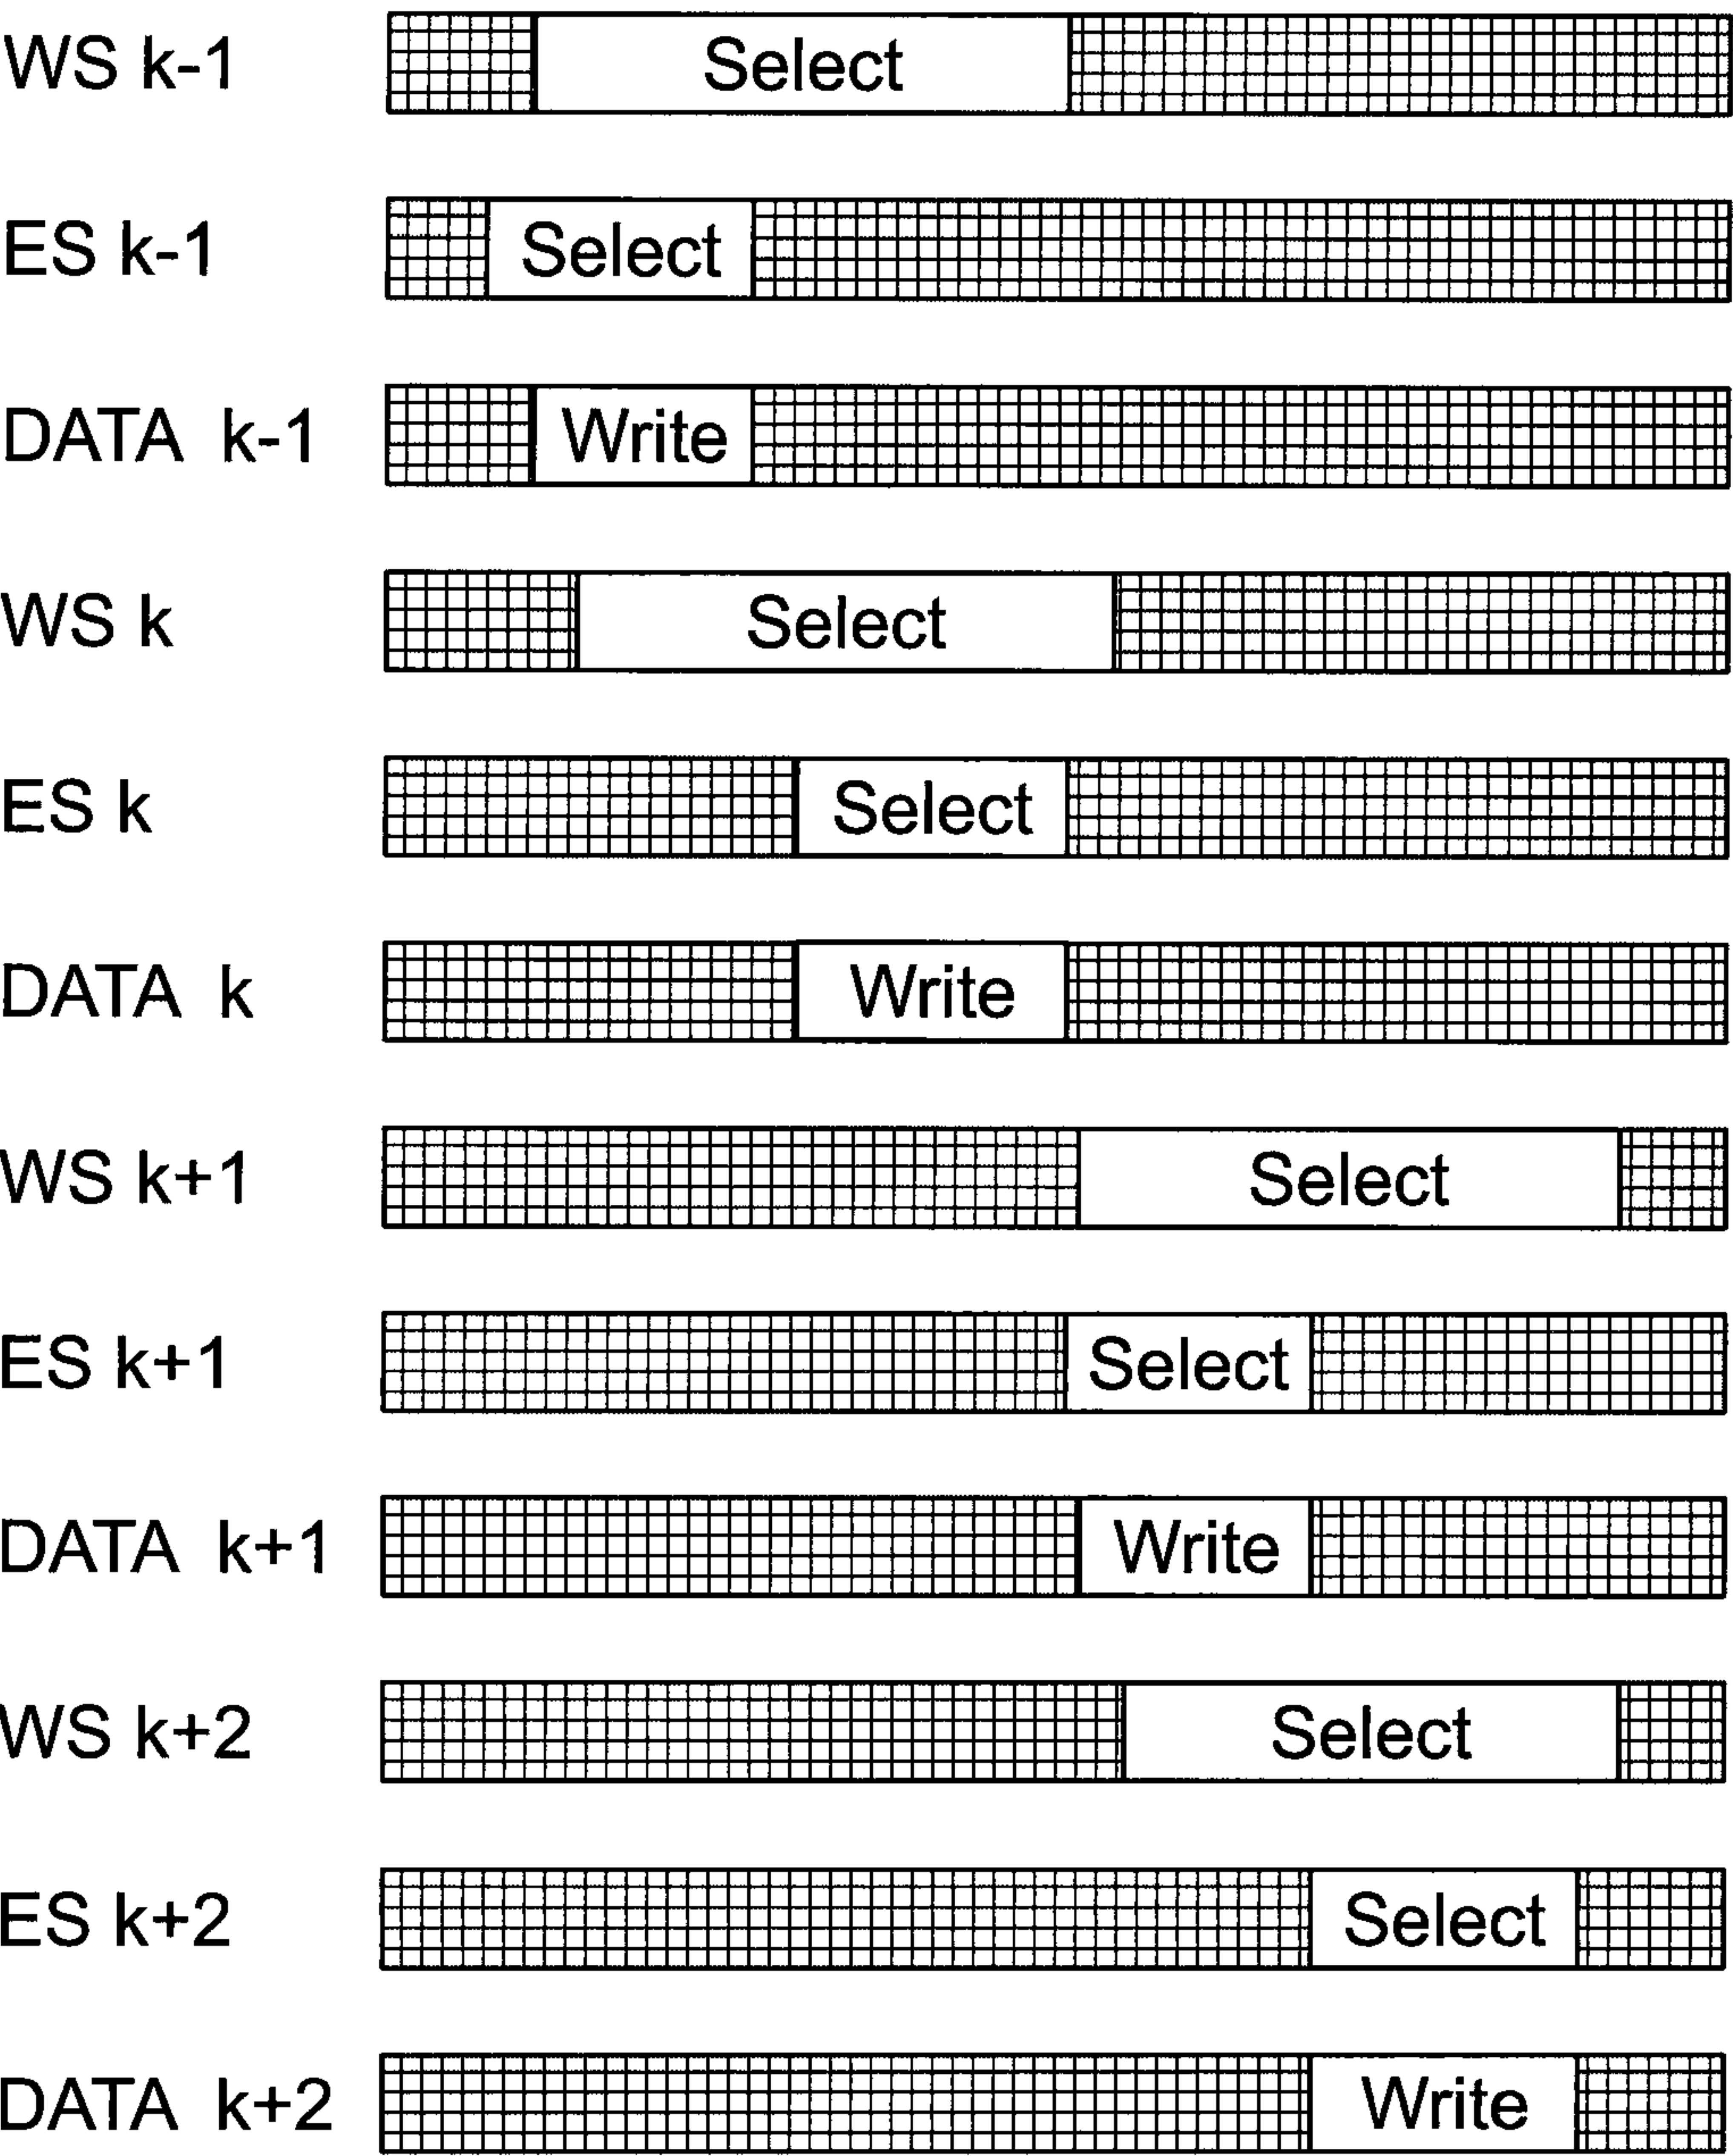 WS k-1 Select
ES k-1 Select
DATA k-1 Write
WS k Select
ES k Select
DATA k Write
WS k+1 Select
ES k+1 Select
DATA k+1 Write
WS k+2 Select
ES k+2 Select
DATA k+2 Write